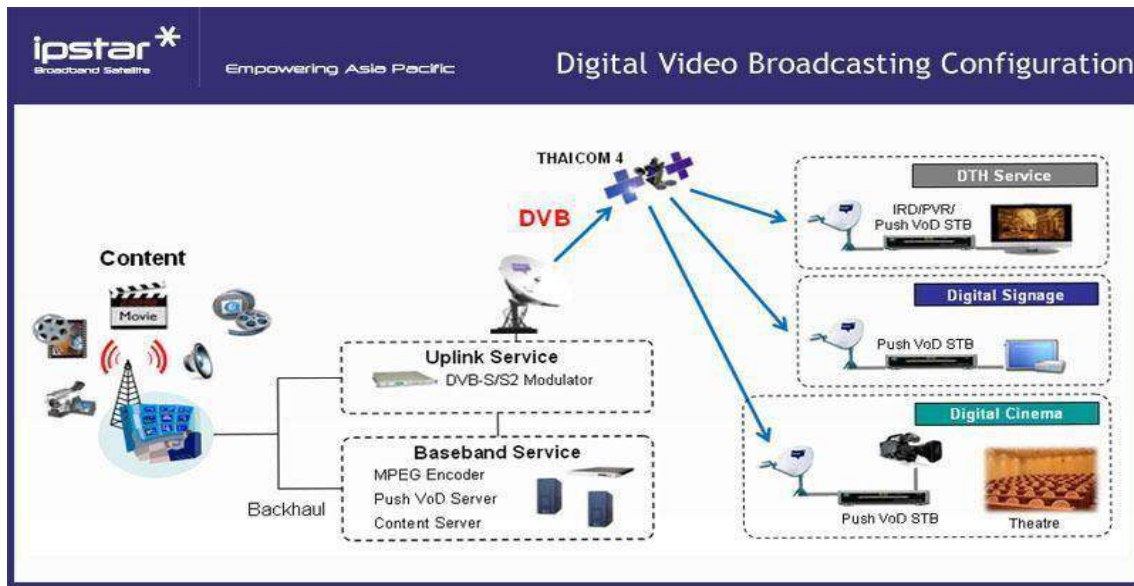 ipstar
Broadband Satellite
Empowering Asia Pacific
Digital Video Broadcasting Configuration
THAICOM 4
DVB
Content
Movie
Uplink Service
DVB-S/S2 Modulator
Baseband Service
MPEG Encoder
Push VoD Server
Content Server
Backhaul
DTH Service
IRD/PVR/
Push VoD STB
Digital Signage
Push VoD STB
Digital Cinema
Push VoD STB
Theatre